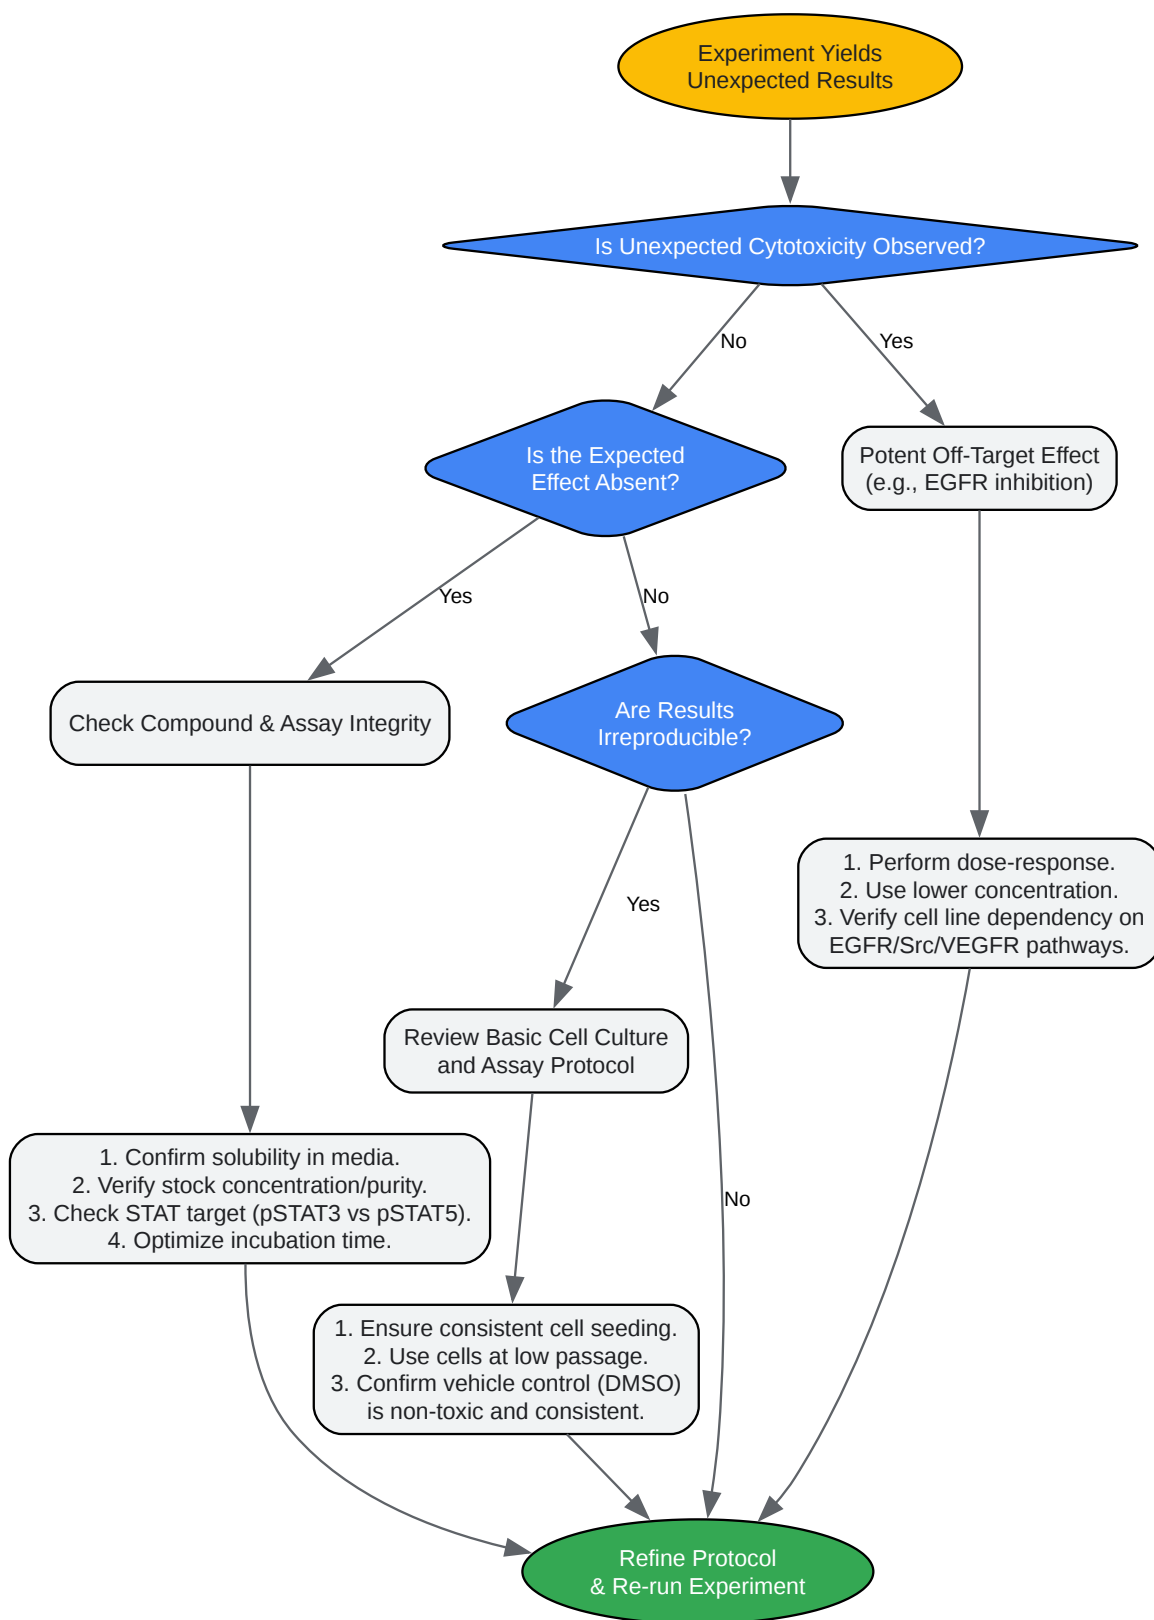 Experiment Yields
Unexpected Results
Is Unexpected Cytotoxicity Observed?
No
Yes
Is the Expected
Effect Absent?
Potent Off-Target Effect
(e.g., EGFR inhibition)
Yes
No
Check Compound & Assay Integrity
Are Results
Irreproducible?
1. Perform dose-response.
2. Use lower concentration.
3. Verify cell line dependency on
EGFR/Src/VEGFR pathways.
Yes
Review Basic Cell Culture
and Assay Protocol
1. Confirm solubility in media.
2. Verify stock concentration/purity.
3. Check STAT target (pSTAT3 vs pSTAT5).
4. Optimize incubation time.
No
1. Ensure consistent cell seeding.
2. Use cells at low passage.
3. Confirm vehicle control (DMSO)
is non-toxic and consistent.
Refine Protocol
& Re-run Experiment